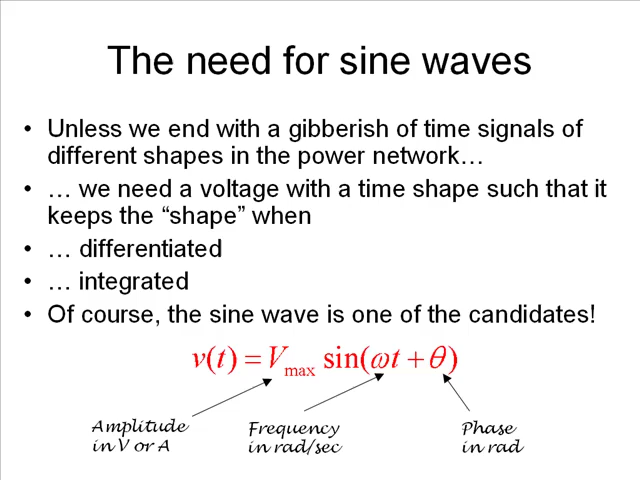 The need for sine waves
• Unless we end with a gibberish of time signals of
different shapes in the power network…
• … we need a voltage with a time shape such that it
keeps the “shape” when
• … differentiated
• … integrated
• Of course, the sine wave is one of the candidates!
v(t) = Vmax sin(ωt + θ)
Amplitude
in V or A
Frequency
in rad/sec
Phase
in rad